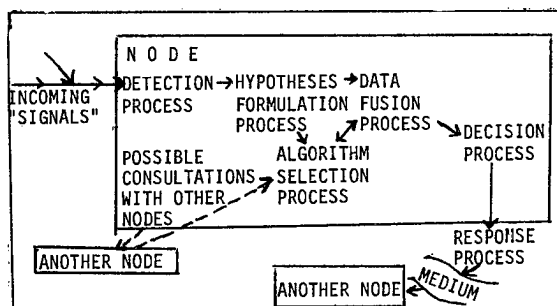 N O D E
DETECTION → HYPOTHESES → DATA
INCOMING PROCESS FORMULATION FUSION
"SIGNALS" PROCESS PROCESS
DECISION
POSSIBLE ALGORITHM PROCESS
CONSULTATIONS SELECTION
WITH OTHER PROCESS
NODES
RESPONSE
ANOTHER NODE PROCESS
MEDIUM
ANOTHER NODE